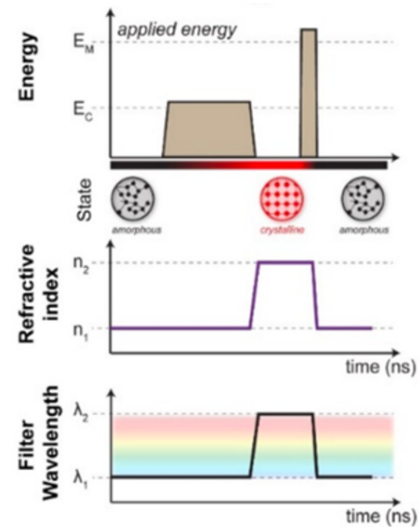 Energy
applied energy
E_M
E_C
State
amorphous
crystalline
amorphous
Refractive
index
n_2
n_1
time (ns)
Filter
Wavelength
λ_2
λ_1
time (ns)